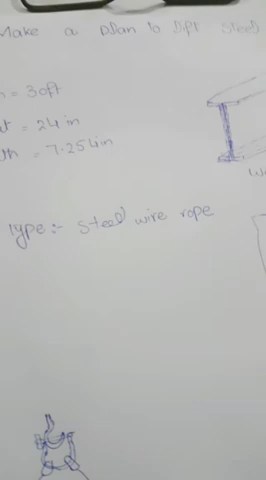 Make a plan to lift steel
= 30ft
= 24 in
= 7.254in
Type:- Steel wire rope